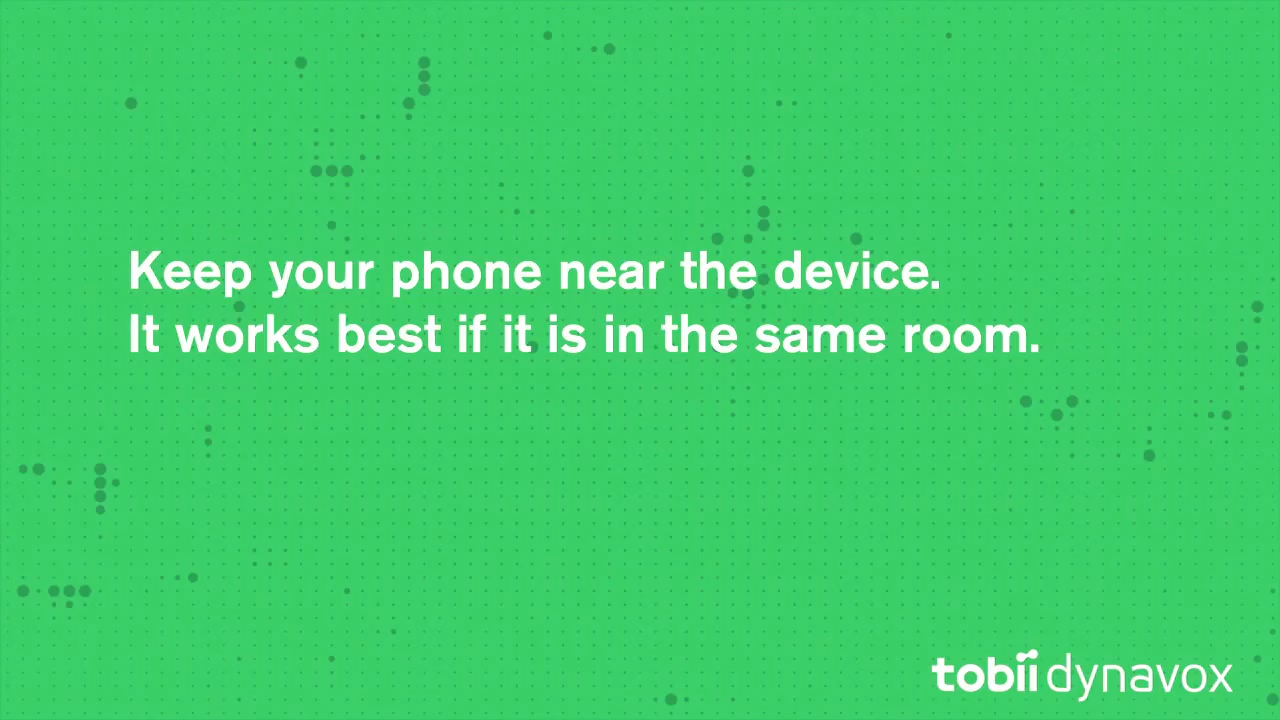 Keep your phone near the device.
It works best if it is in the same room.
tobii dynavox